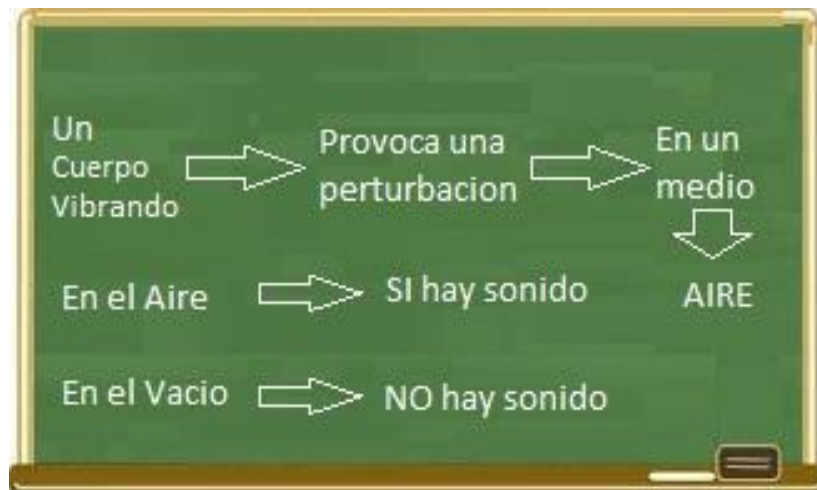 Un
Cuerpo
Vibrando
Provoca una
perturbacion
En un
medio
AIRE
En el Aire
SI hay sonido
En el Vacio
NO hay sonido